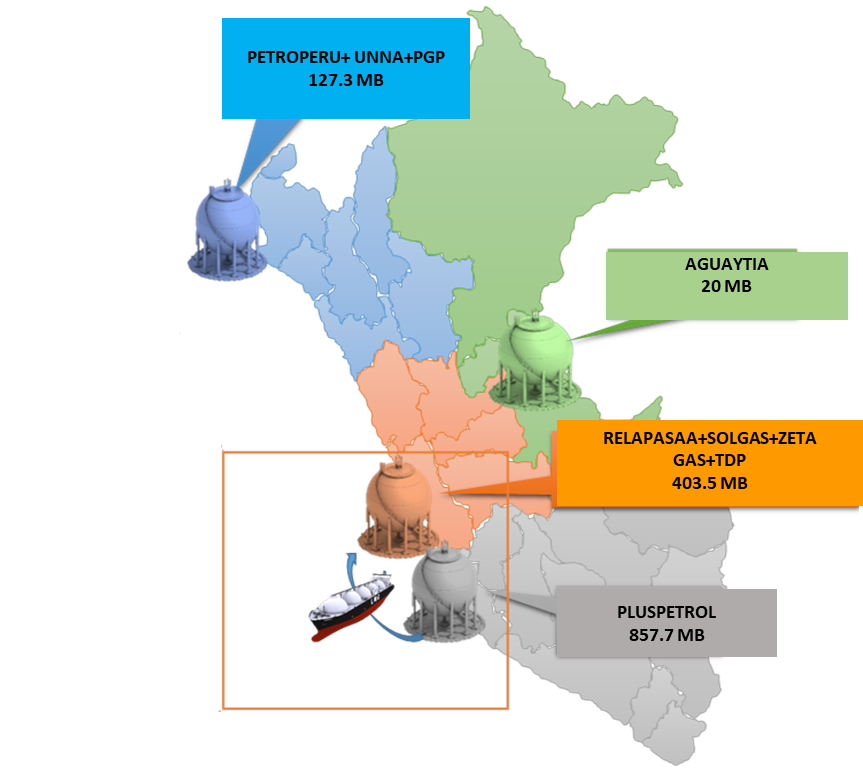 PETROPERU+ UNNA+PGP
127.3 MB
AGUAYTIA
20 MB
RELAPASAA+SOLGAS+ZETA
GAS+TDP
403.5 MB
PLUSPETROL
857.7 MB